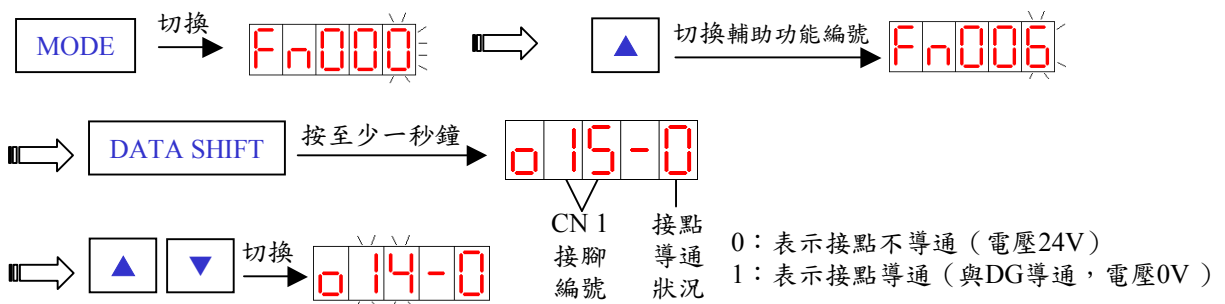 MODE 切換 Fn000 ▲ 切換輔助功能編號 Fn006
DATA SHIFT 按至少一秒鐘 o15-0
CN 1 接腳編號
接點導通狀況
0：表示接點不導通（電壓24V）
1：表示接點導通（與DG導通，電壓0V）
▲ ▼ 切換 o14-0